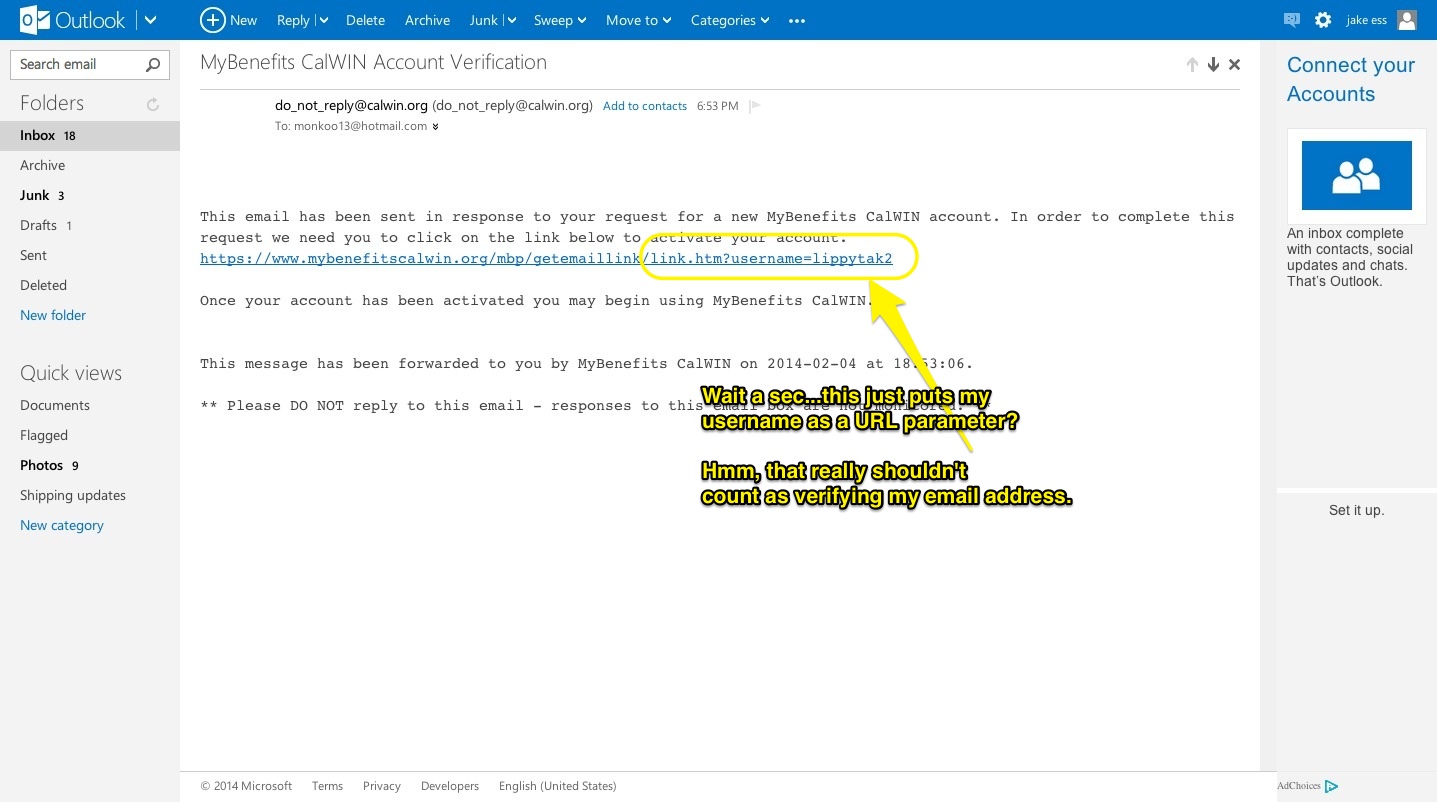 Outlook
New Reply Delete Archive Junk Sweep Move to Categories ...
jake ess
Search email
Folders
Inbox 18
Archive
Junk 3
Drafts 1
Sent
Deleted
New folder
Quick views
Documents
Flagged
Photos 9
Shipping updates
New category
MyBenefits CalWIN Account Verification
do_not_reply@calwin.org (do_not_reply@calwin.org) Add to contacts 6:53 PM
To: monkoo13@hotmail.com
This email has been sent in response to your request for a new MyBenefits CalWIN account. In order to complete this
request we need you to click on the link below to activate your account.
https://www.mybenefitscalwin.org/mbp/getemaillink/link.htm?username=lippytak2
Once your account has been activated you may begin using MyBenefits CalWIN.
This message has been forwarded to you by MyBenefits CalWIN on 2014-02-04 at 18:53:06.
** Please DO NOT reply to this email - responses to this email box are not monitored.
Wait a sec...this just puts my
username as a URL parameter?
Hmm, that really shouldn't
count as verifying my email address.
Connect your
Accounts
An inbox complete
with contacts, social
updates and chats.
That's Outlook.
Set it up.
© 2014 Microsoft Terms Privacy Developers English (United States)
AdChoices